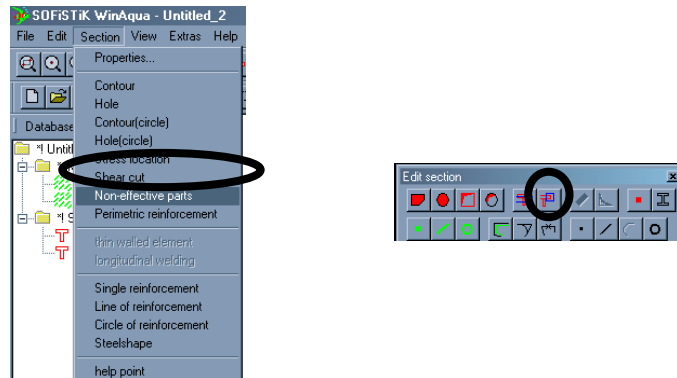 SOFiSTiK WinAqua - Untitled_2
File Edit Section View Extras Help
Properties...
Contour
Hole
Contour(circle)
Database
Hole(circle)
*! Untitl
Stress location
Shear cut
Non-effective parts
*! S
Perimetric reinforcement
thin walled element
longitudinal welding
Single reinforcement
Line of reinforcement
Circle of reinforcement
Steelshape
help point
Edit section